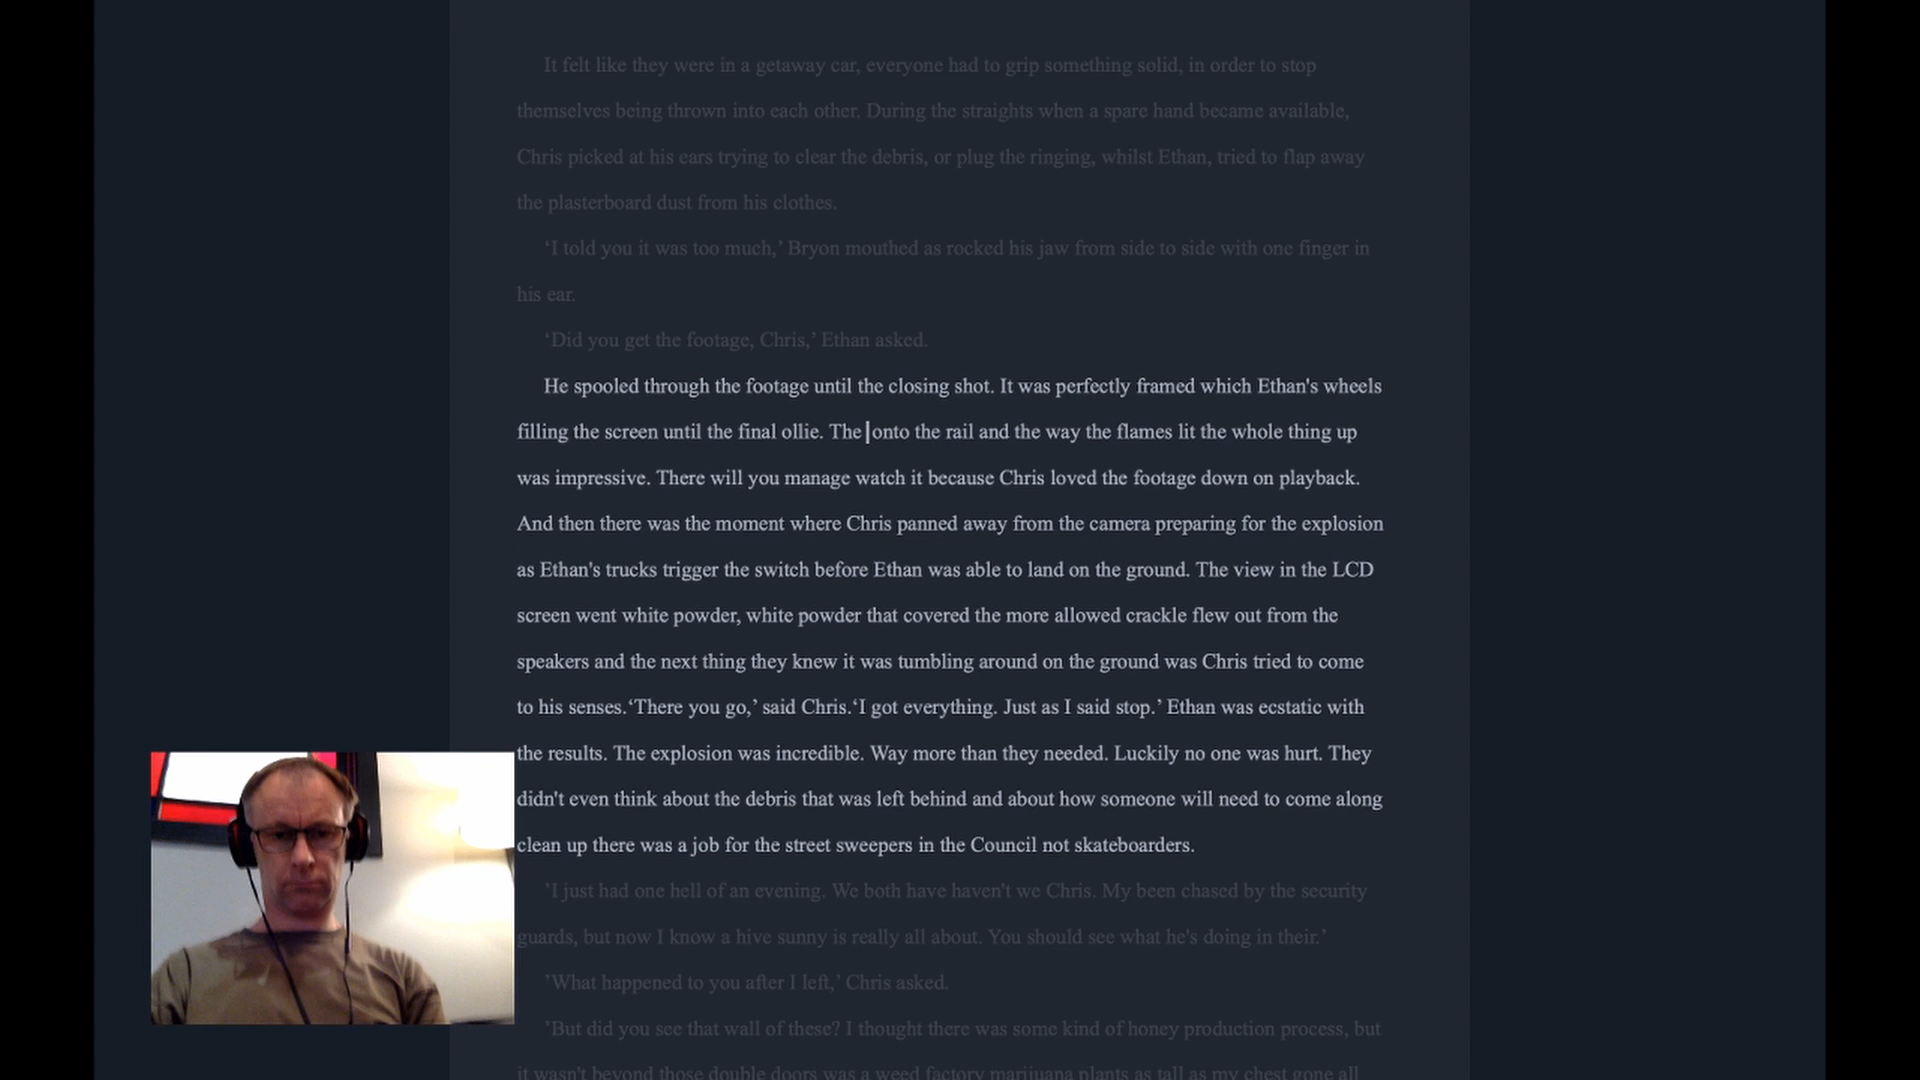 It felt like they were in a getaway car, everyone had to grip something solid, in order to stop
themselves being thrown into each other. During the straights when a spare hand became available,
Chris picked at his ears trying to clear the debris, or plug the ringing, whilst Ethan, tried to flap away
the plasterboard dust from his clothes.
‘I told you it was too much,’ Bryon mouthed as rocked his jaw from side to side with one finger in
his ear.
‘Did you get the footage, Chris,’ Ethan asked.
He spooled through the footage until the closing shot. It was perfectly framed which Ethan's wheels
filling the screen until the final ollie. The onto the rail and the way the flames lit the whole thing up
was impressive. There will you manage watch it because Chris loved the footage down on playback.
And then there was the moment where Chris panned away from the camera preparing for the explosion
as Ethan's trucks trigger the switch before Ethan was able to land on the ground. The view in the LCD
screen went white powder, white powder that covered the more allowed crackle flew out from the
speakers and the next thing they knew it was tumbling around on the ground was Chris tried to come
to his senses.‘There you go,’ said Chris.‘I got everything. Just as I said stop.’ Ethan was ecstatic with
the results. The explosion was incredible. Way more than they needed. Luckily no one was hurt. They
didn't even think about the debris that was left behind and about how someone will need to come along
clean up there was a job for the street sweepers in the Council not skateboarders.
’I just had one hell of an evening. We both have haven't we Chris. My been chased by the security
guards, but now I know a hive sunny is really all about. You should see what he's doing in their.’
’What happened to you after I left,’ Chris asked.
’But did you see that wall of these? I thought there was some kind of honey production process, but
it wasn't beyond those double doors was a weed factory marijuana plants as tall as my chest gone all